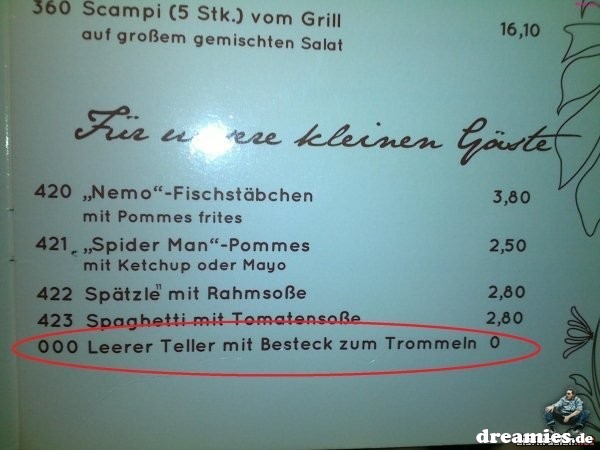 360 Scampi (5 Stk.) vom Grill 16,10
auf großem gemischten Salat
Für unsere kleinen Gäste
420 „Nemo“-Fischstäbchen 3,80
mit Pommes frites
421 „Spider Man“-Pommes 2,50
mit Ketchup oder Mayo
422 Spätzle" mit Rahmsoße 2,80
423 Spaghetti mit Tomatensoße 2,80
000 Leerer Teller mit Besteck zum Trommeln 0
dreamies.de